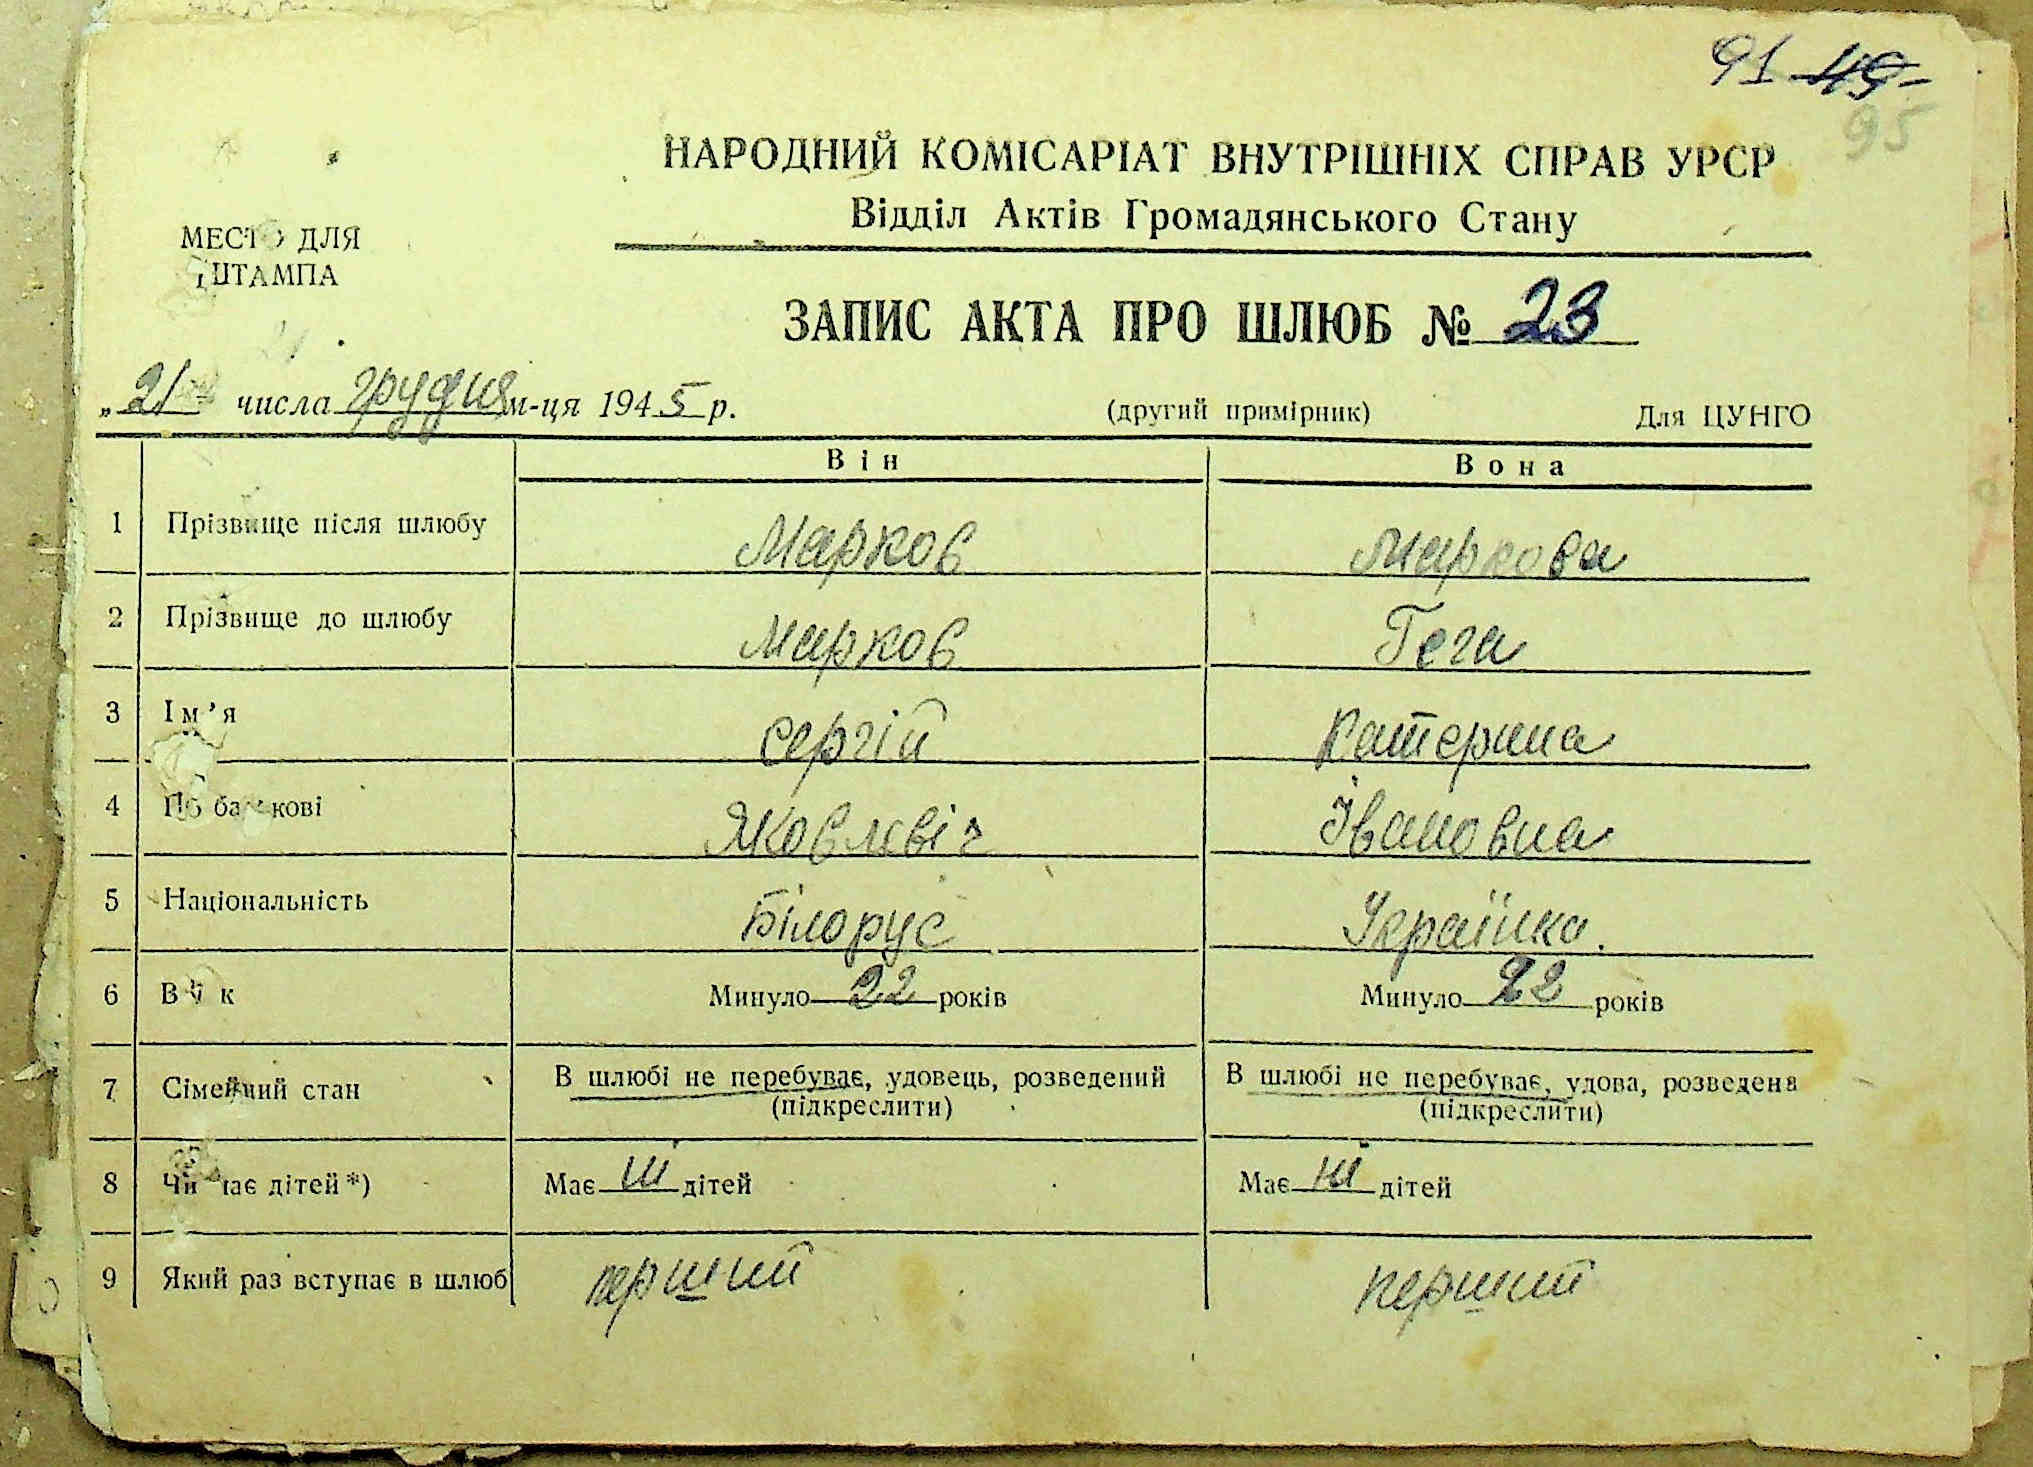 91 49
95
НАРОДНИЙ КОМІСАРІАТ ВНУТРІШНІХ СПРАВ УРСР
Відділ Актів Громадянського Стану
МЕСТО ДЛЯ
ШТАМПА
ЗАПИС АКТА ПРО ШЛЮБ № 23
„21" числа грудня м-ця 1945 р.
(другий примірник) Для ЦУНГО
Він Вона
1 Прізвище після шлюбу Марков Маркова
2 Прізвище до шлюбу Марков Гега
3 Ім'я Сергій Катерина
4 По батькові Яковлєвіч Івановна
5 Національність Білорус Українка.
6 Вік Минуло 22 років Минуло 22 років
7 Сімейний стан В шлюбі не перебуває, удовець, розведений В шлюбі не перебуває, удова, розведена
(підкреслити) (підкреслити)
8 Чи має дітей*) Має ні дітей Має ні дітей
9 Який раз вступає в шлюб перший перший